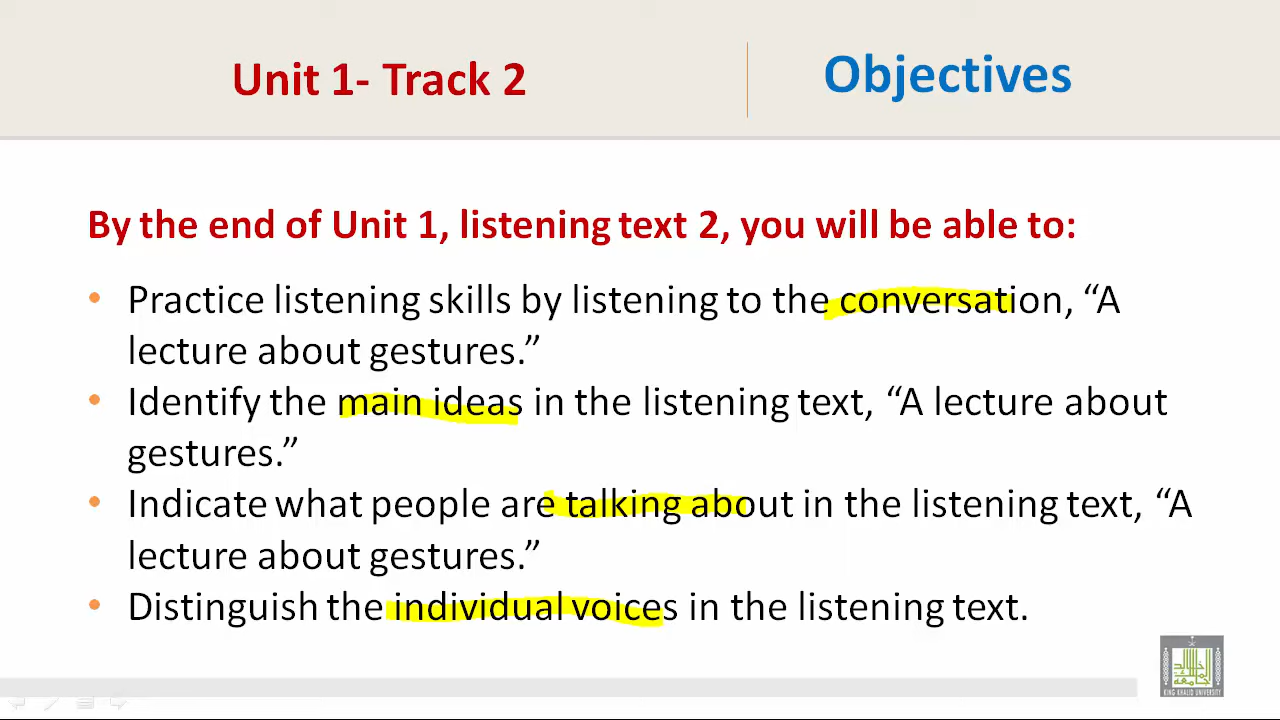 Unit 1- Track 2
Objectives
By the end of Unit 1, listening text 2, you will be able to:
• Practice listening skills by listening to the conversation, “A
lecture about gestures.”
• Identify the main ideas in the listening text, “A lecture about
gestures.”
• Indicate what people are talking about in the listening text, “A
lecture about gestures.”
• Distinguish the individual voices in the listening text.
KING KHALID UNIVERSITY